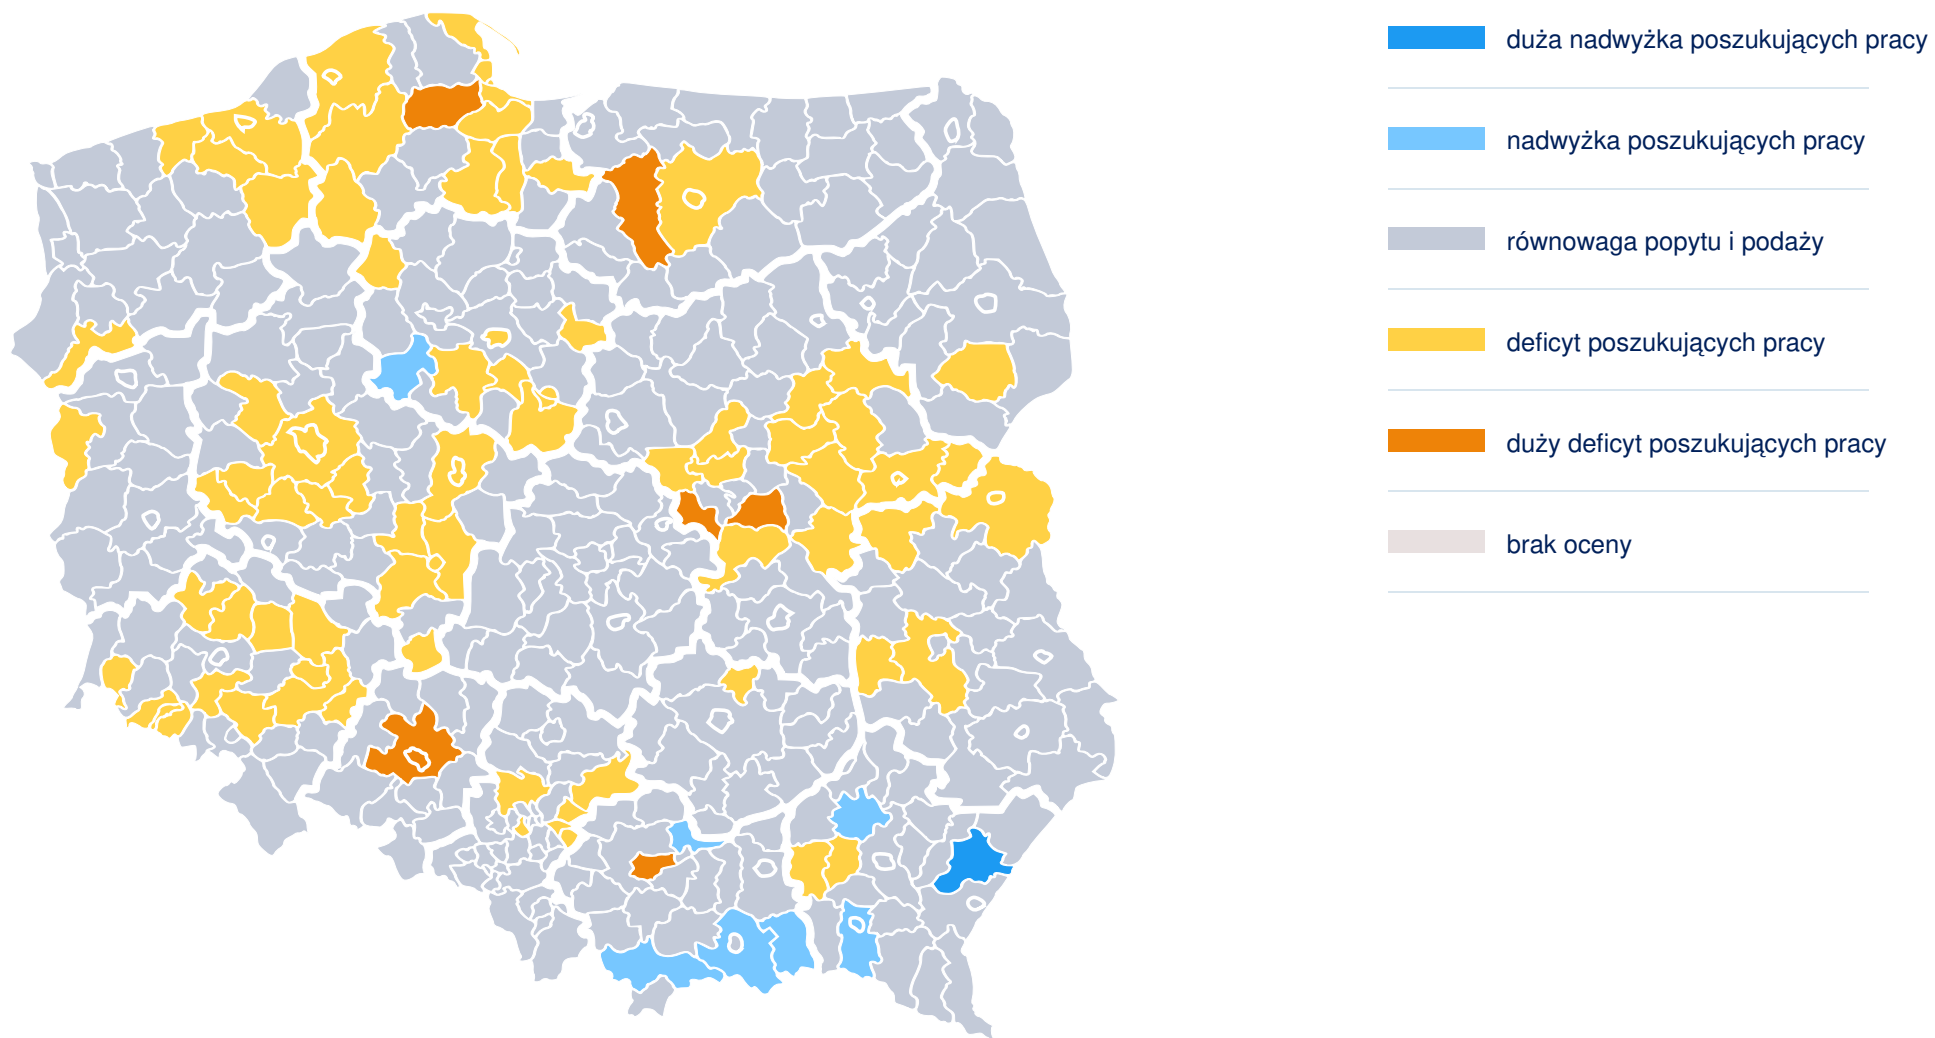 duża nadwyżka poszukujących pracy
nadwyżka poszukujących pracy
równowaga popytu i podaży
deficyt poszukujących pracy
duży deficyt poszukujących pracy
brak oceny